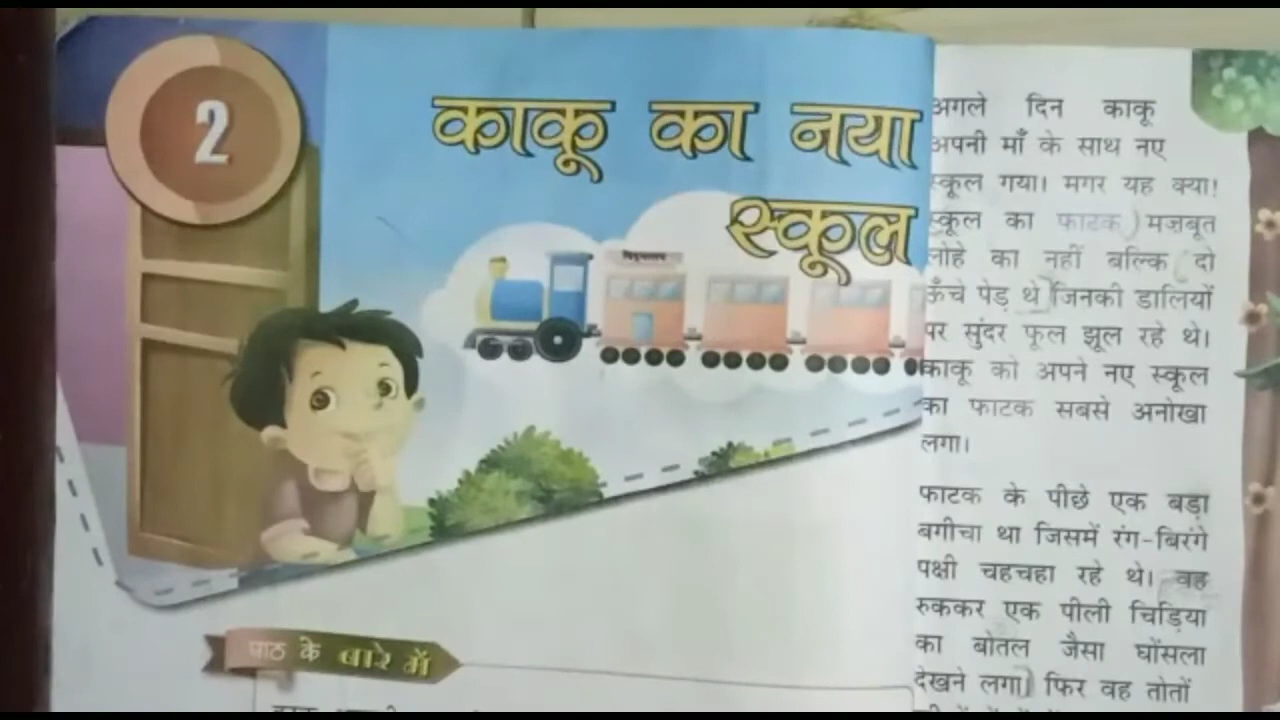 2
काकू का नया
स्कूल
पाठ के बारे में
अगले दिन काकू
अपनी माँ के साथ नए
स्कूल गया। मगर यह क्या!
स्कूल का फाटक मज़बूत
लोहे का नहीं बल्कि दो
ऊँचे पेड़ थे जिनकी डालियों
पर सुंदर फूल झूल रहे थे।
काकू को अपने नए स्कूल
का फाटक सबसे अनोखा
लगा।
फाटक के पीछे एक बड़ा
बगीचा था जिसमें रंग-बिरंगे
पक्षी चहचहा रहे थे। वह
रुककर एक पीली चिड़िया
का बोतल जैसा घोंसला
देखने लगा। फिर वह तोतों